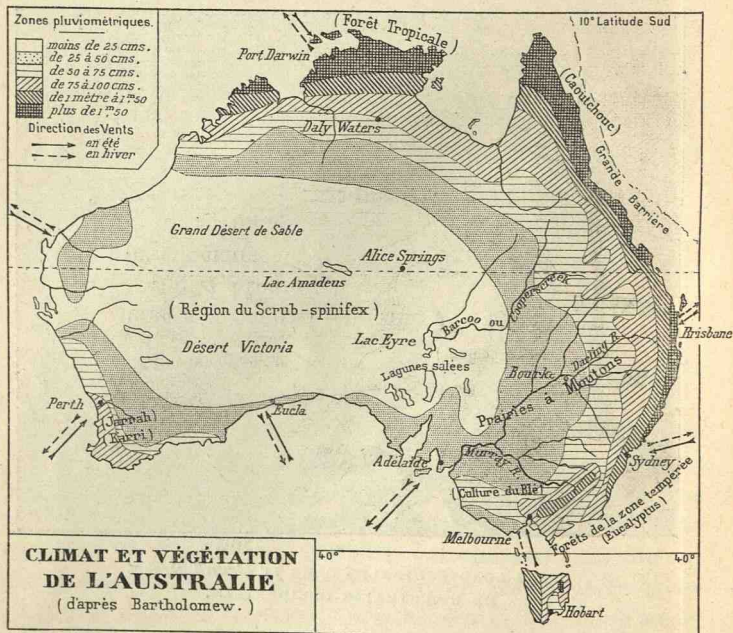 Zones pluviométriques.
moins de 25 cms.
de 25 à 50 cms.
de 50 à 75 cms.
de 75 à 100 cms.
de 1 mètre à 1m50
plus de 1m50
Direction des Vents
en été
en hiver
(Forêt Tropicale)
10° Latitude Sud
Port Darwin
(Caoutchouc)
Grande Barrière
Daly Waters
Grand Désert de Sable
Alice Springs
Lac Amadeus
(Région du Scrub-spinifex)
Barcoo ou Cooperscreek
Lac Eyre
Désert Victoria
Lagunes salées
Bourke
Darling R.
Prairies à Moutons
Brisbane
Perth
(Jarrah)
Karri)
Eucla
Adélaïde
Murray R.
Sydney
(Culture du Blé)
Forêts de la zone tempérée
(Eucalyptus)
Melbourne
40°
40°
Hobart
CLIMAT ET VÉGÉTATION
DE L'AUSTRALIE
(d'après Bartholomew.)